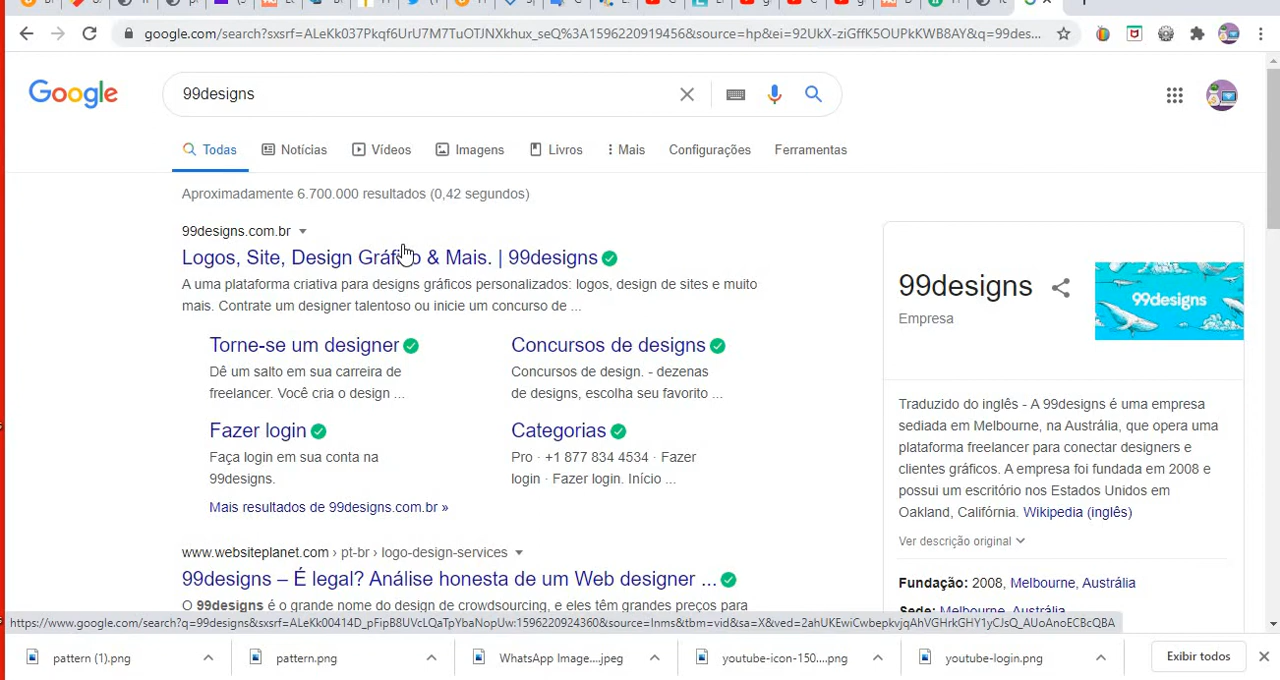 google.com/search?sxsrf=ALeKk037Pkqf6UrU7M7TuOTJNXkhux_seQ%3A1596220919456&source=hp&ei=92UkX-ziGffK5OUPkKWB8AY&q=99des...
Google
99designs
Todas Notícias Vídeos Imagens Livros Mais Configurações Ferramentas
Aproximadamente 6.700.000 resultados (0,42 segundos)
99designs.com.br
Logos, Site, Design Gráfico & Mais. | 99designs
A uma plataforma criativa para designs gráficos personalizados: logos, design de sites e muito
mais. Contrate um designer talentoso ou inicie um concurso de ...
Torne-se um designer
Dê um salto em sua carreira de
freelancer. Você cria o design ...
Concursos de designs
Concursos de design. - dezenas
de designs, escolha seu favorito ...
Fazer login
Faça login em sua conta na
99designs.
Categorias
Pro · +1 877 834 4534 · Fazer
login · Fazer login. Início ...
Mais resultados de 99designs.com.br »
www.websiteplanet.com › pt-br › logo-design-services
99designs – É legal? Análise honesta de um Web designer ...
O 99designs é o grande nome do design de crowdsourcing, e eles têm grandes preços para
99designs
Empresa
99designs
Traduzido do inglês - A 99designs é uma empresa
sediada em Melbourne, na Austrália, que opera uma
plataforma freelancer para conectar designers e
clientes gráficos. A empresa foi fundada em 2008 e
possui um escritório nos Estados Unidos em
Oakland, Califórnia. Wikipedia (inglês)
Ver descrição original
Fundação: 2008, Melbourne, Austrália
Sede: Melbourne, Austrália
https://www.google.com/search?q=99designs&sxsrf=ALeKk00414D_pFipB8UVcLQaTpYbaNopUw:1596220924360&source=lnms&tbm=vid&sa=X&ved=2ahUKEwiCwbepkvjqAhVGHrkGHY1yCJsQ_AUoAnoECBcQBA
pattern (1).png
pattern.png
WhatsApp Image....jpeg
youtube-icon-150....png
youtube-login.png
Exibir todos